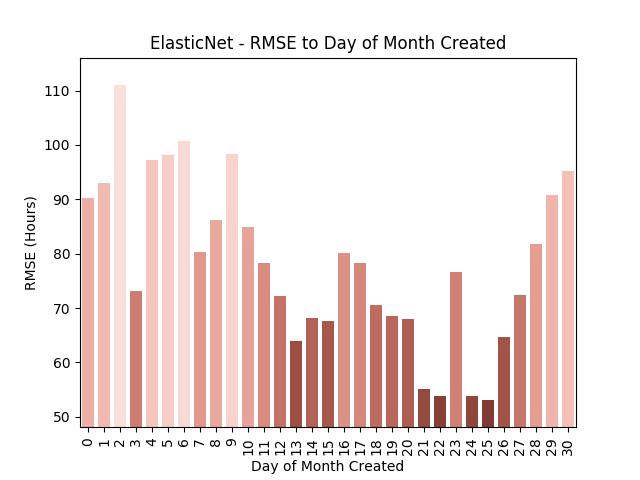 ElasticNet - RMSE to Day of Month Created
RMSE (Hours)
110
100
90
80
70
60
50
0 1 2 3 4 5 6 7 8 9 10 11 12 13 14 15 16 17 18 19 20 21 22 23 24 25 26 27 28 29 30
Day of Month Created